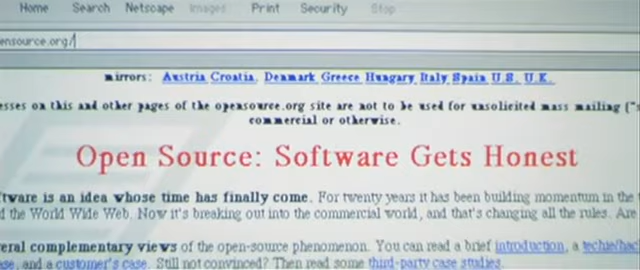 Home Search Netscape Images Print Security Stop
ensource.org/
mirrors: Austria Croatia, Denmark Greece Hungary Italy Spain U.S. U.K.
esses on this and other pages of the opensource.org site are not to be used for unsolicited mass mailing ("s
commercial or otherwise.
Open Source: Software Gets Honest
tware is an idea whose time has finally come. For twenty years it has been building momentum in the
d the World Wide Web. Now it's breaking out into the commercial world, and that's changing all the rules. Are
eral complementary views of the open-source phenomenon. You can read a brief introduction, a techie/hac
se, and a customer's case. Still not convinced? Then read some third-party case studies.